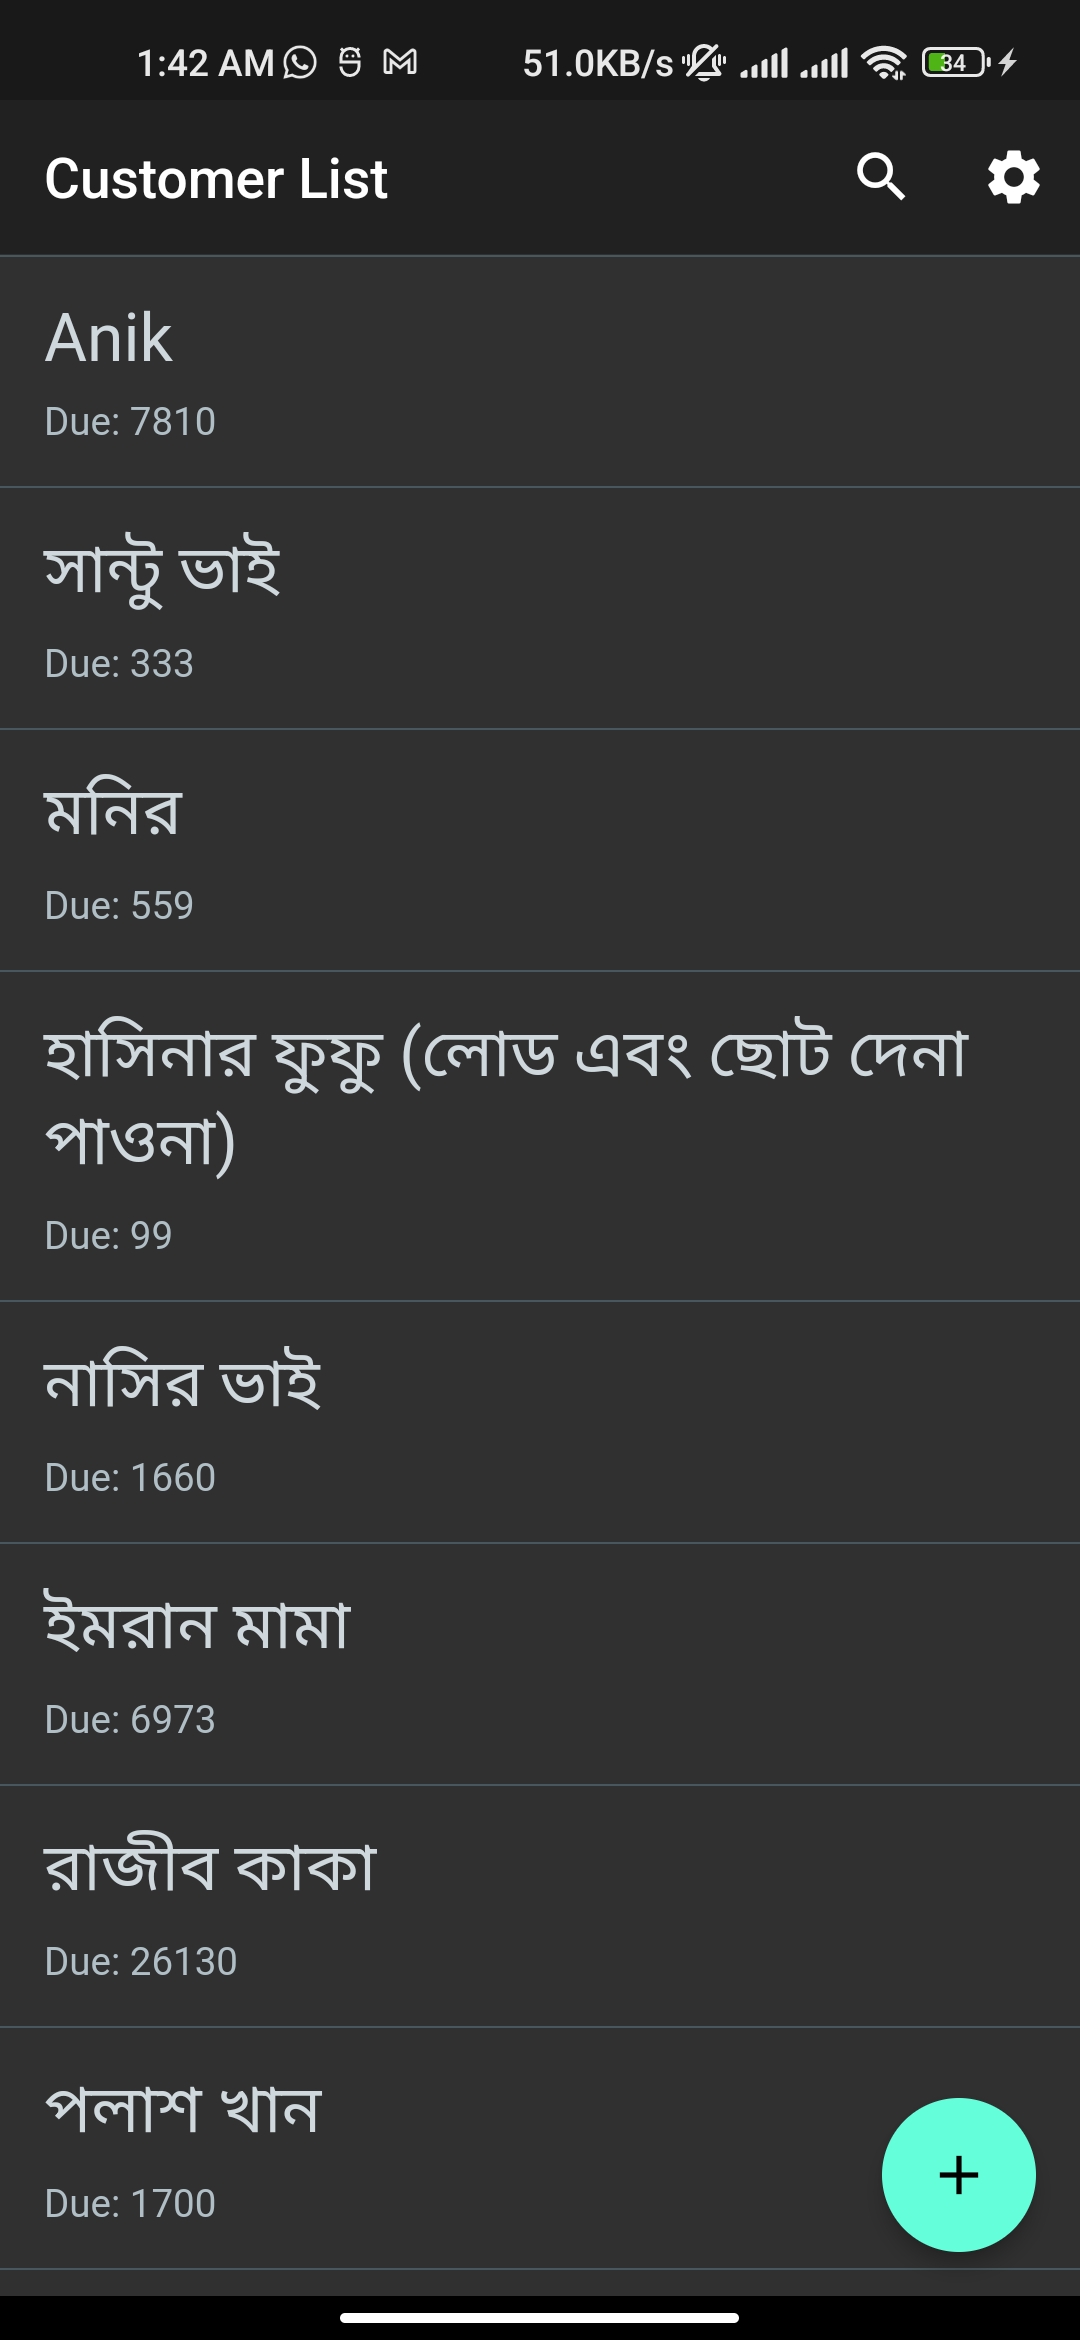 1:42 AM 51.0KB/s 34
Customer List
Anik
Due: 7810
সান্টু ভাই
Due: 333
মনির
Due: 559
হাসিনার ফুফু (লোড এবং ছোট দেনা
পাওনা)
Due: 99
নাসির ভাই
Due: 1660
ইমরান মামা
Due: 6973
রাজীব কাকা
Due: 26130
পলাশ খান
Due: 1700